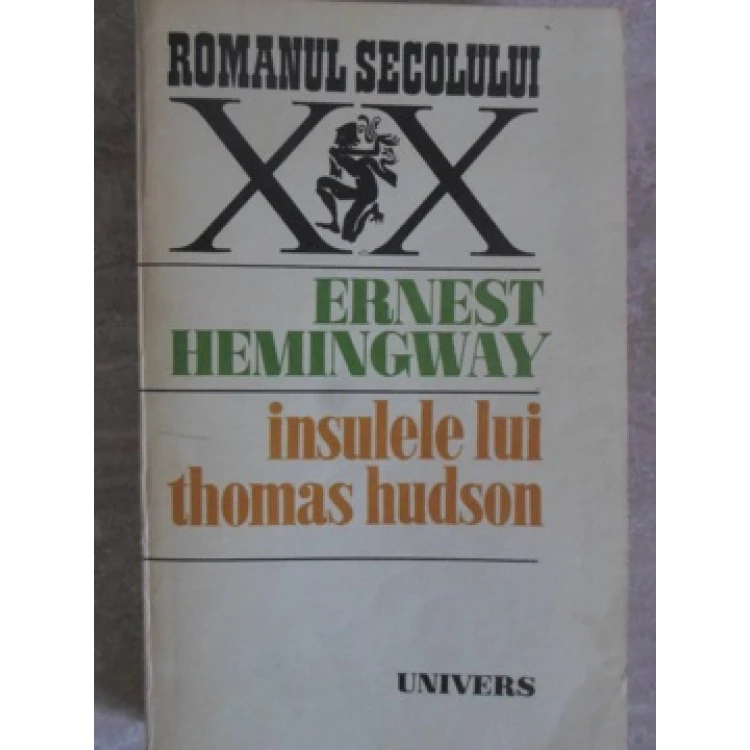 ROMANUL SECOLULUI
XX
ERNEST
HEMINGWAY
insulele lui
thomas hudson
UNIVERS